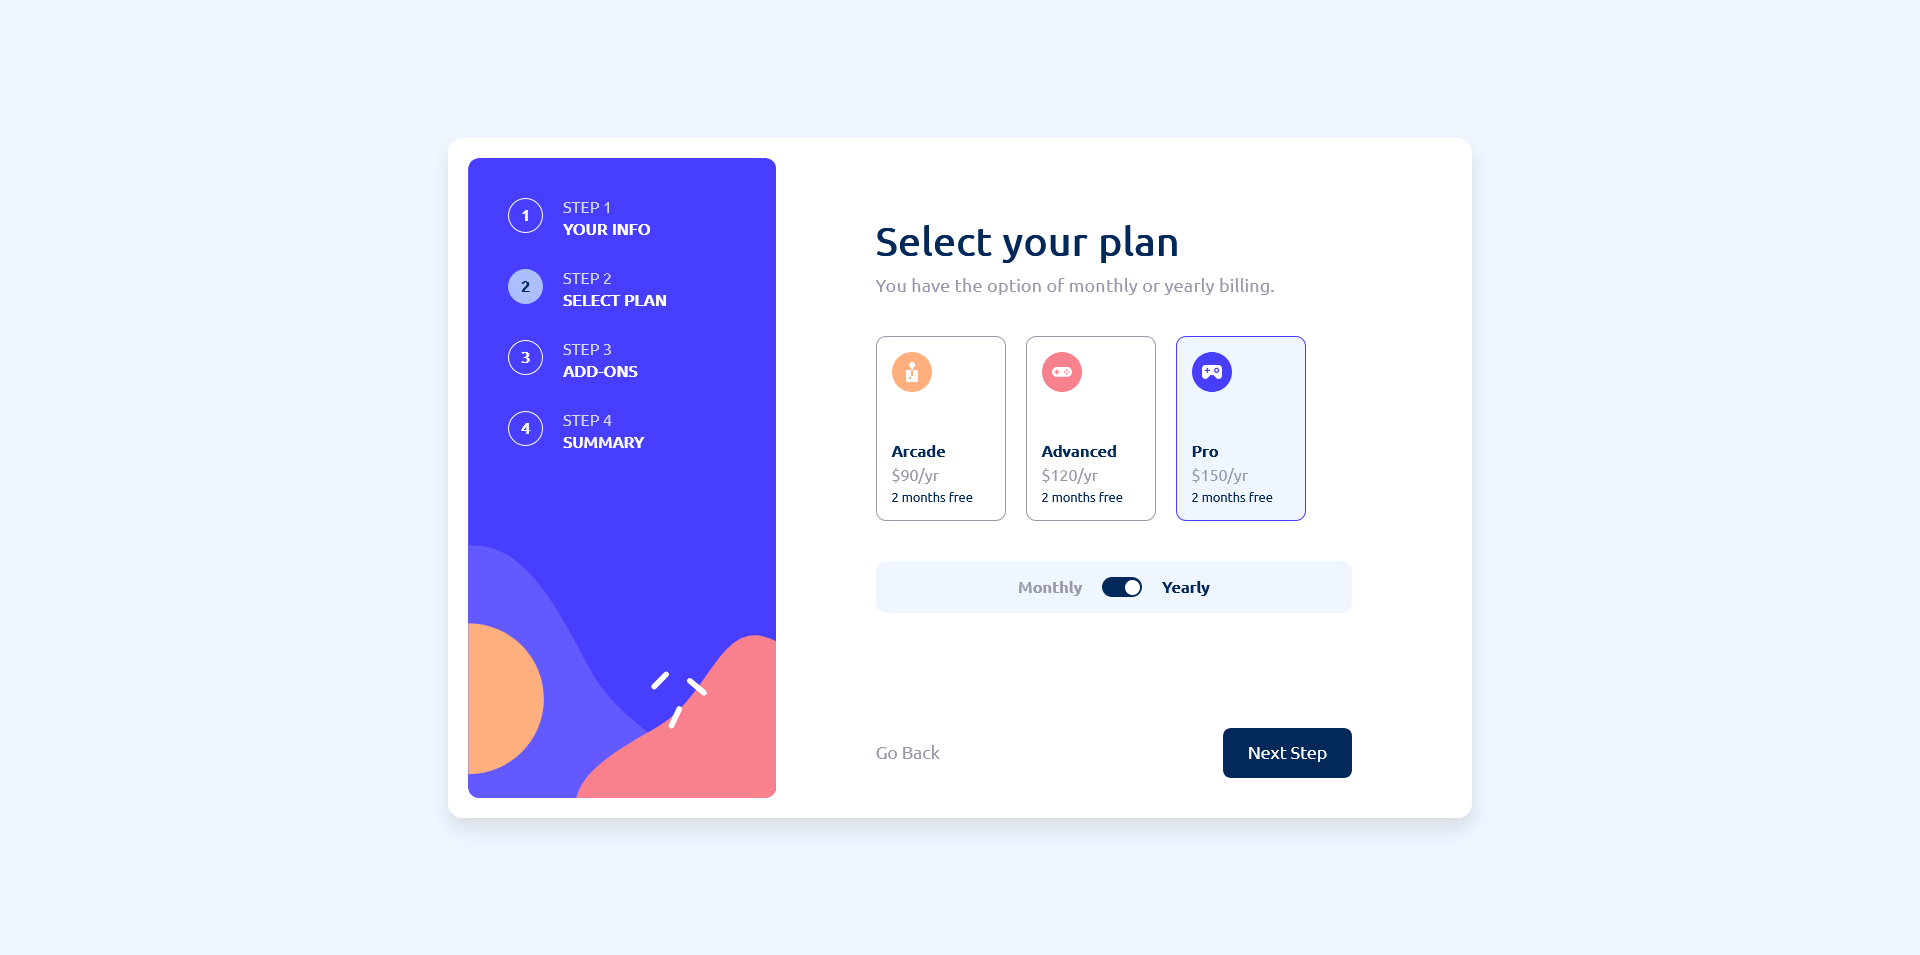 1
STEP 1
YOUR INFO
2
STEP 2
SELECT PLAN
3
STEP 3
ADD-ONS
4
STEP 4
SUMMARY
Select your plan
You have the option of monthly or yearly billing.
Arcade
$90/yr
2 months free
Advanced
$120/yr
2 months free
Pro
$150/yr
2 months free
Monthly
Yearly
Go Back
Next Step